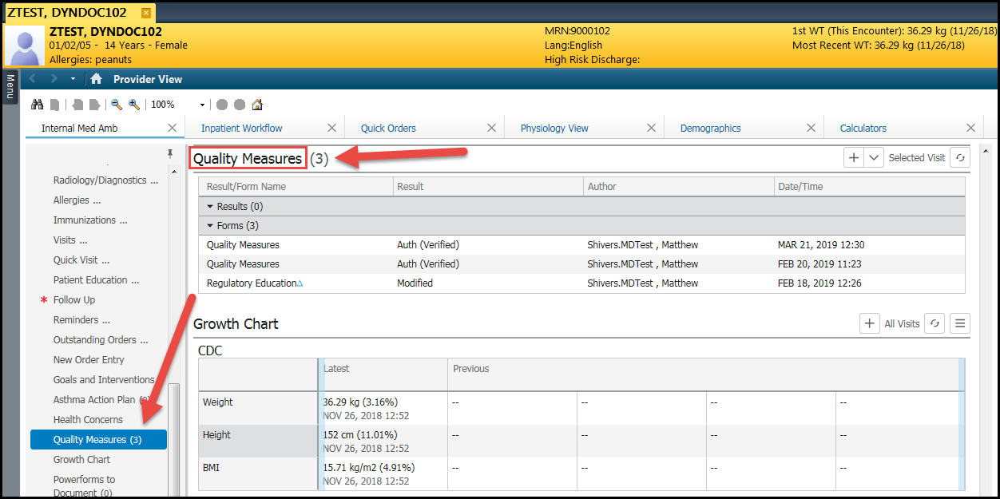 ZTEST, DYNDOC102
ZTEST, DYNDOC102
01/02/05 - 14 Years - Female
Allergies: peanuts
MRN:9000102
Lang:English
High Risk Discharge:
1st WT (This Encounter): 36.29 kg (11/26/18)
Most Recent WT: 36.29 kg (11/26/18)
Menu
Provider View
100%
Internal Med Amb
Inpatient Workflow
Quick Orders
Physiology View
Demographics
Calculators
Radiology/Diagnostics ...
Allergies ...
Immunizations ...
Visits ...
Quick Visit ...
Patient Education ...
* Follow Up
Reminders ...
Outstanding Orders ...
New Order Entry
Goals and Interventions
Asthma Action Plan
Health Concerns
Quality Measures (3)
Growth Chart
Powerforms to
Document (0)
Quality Measures (3)
Selected Visit
Result/Form Name Result Author Date/Time
Results (0)
Forms (3)
Quality Measures Auth (Verified) Shivers.MDTest , Matthew MAR 21, 2019 12:30
Quality Measures Auth (Verified) Shivers.MDTest , Matthew FEB 20, 2019 11:23
Regulatory Education△ Modified Shivers.MDTest , Matthew FEB 18, 2019 12:26
Growth Chart
All Visits
CDC
Latest Previous
Weight 36.29 kg (3.16%) -- -- -- --
NOV 26, 2018 12:52
Height 152 cm (11.01%) -- -- -- --
NOV 26, 2018 12:52
BMI 15.71 kg/m2 (4.91%) -- -- -- --
NOV 26, 2018 12:52